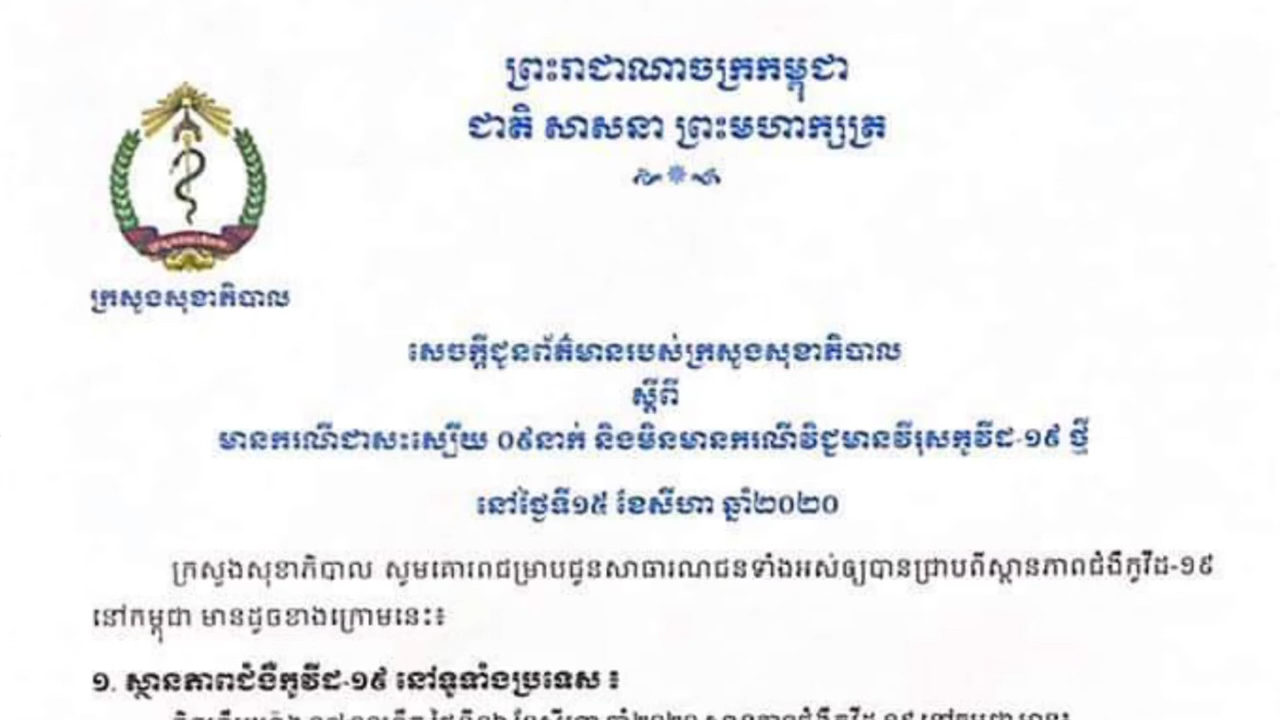 ព្រះរាជាណាចក្រកម្ពុជា
ជាតិ សាសនា ព្រះមហាក្សត្រ
ក្រសួងសុខាភិបាល
សេចក្តីជូនព័ត៌មានរបស់ក្រសួងសុខាភិបាល
ស្តីពី
មានករណីជាសះស្បើយ ០៩នាក់ និងមិនមានករណីវិជ្ជមានវីរុសកូវីដ-១៩ ថ្មី
នៅថ្ងៃទី១៥ ខែសីហា ឆ្នាំ២០២០
ក្រសួងសុខាភិបាល សូមគោរពជម្រាបជូនសាធារណជនទាំងអស់ឲ្យបានជ្រាបពីស្ថានភាពជំងឺកូវីដ-១៩
នៅកម្ពុជា មានដូចខាងក្រោមនេះ៖
១. ស្ថានភាពជំងឺកូវីដ-១៩ នៅទូទាំងប្រទេស ៖